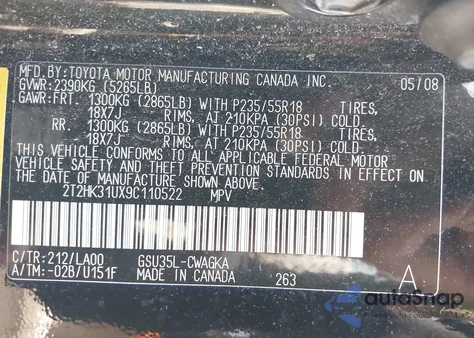 MFD.BY:TOYOTA MOTOR MANUFACTURING CANADA INC. 05/08
GVWR:2390KG (5265LB)
GAWR:FRT. 1300KG (2865LB) WITH P235/55R18 TIRES,
18X7J RIMS, AT 210KPA (30PSI) COLD.
RR. 1300KG (2865LB) WITH P235/55R18 TIRES,
18X7J RIMS, AT 210KPA (30PSI) COLD.
THIS VEHICLE CONFORMS TO ALL APPLICABLE FEDERAL MOTOR
VEHICLE SAFETY AND THEFT PREVENTION STANDARDS IN EFFECT ON
THE DATE OF MANUFACTURE SHOWN ABOVE.
2T2HK31UX9C110522 MPV
C/TR:212/LA00 GSU35L-CWAGKA
A/TM:-02B/U151F MADE IN CANADA 263 A
autoSnap